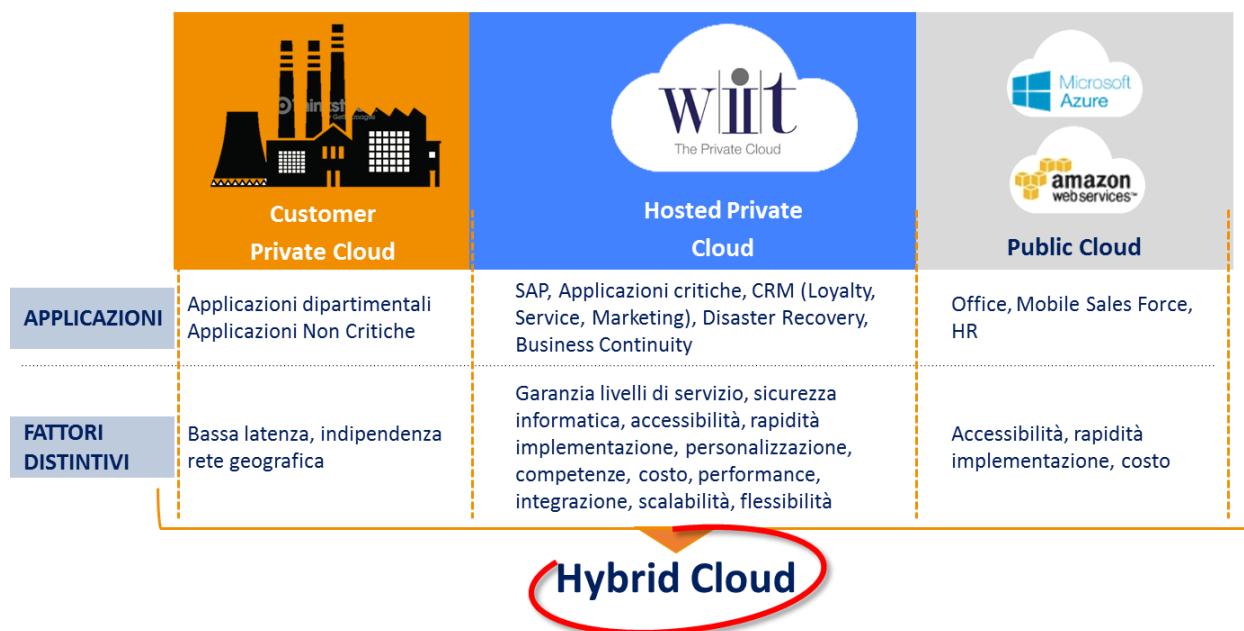 wiit
The Private Cloud
Microsoft
Azure
amazon
webservices™
Customer
Private Cloud
Hosted Private
Cloud
Public Cloud
APPLICAZIONI
Applicazioni dipartimentali
Applicazioni Non Critiche
SAP, Applicazioni critiche, CRM (Loyalty,
Service, Marketing), Disaster Recovery,
Business Continuity
Office, Mobile Sales Force,
HR
FATTORI
DISTINTIVI
Bassa latenza, indipendenza
rete geografica
Garanzia livelli di servizio, sicurezza
informatica, accessibilità, rapidità
implementazione, personalizzazione,
competenze, costo, performance,
integrazione, scalabilità, flessibilità
Accessibilità, rapidità
implementazione, costo
Hybrid Cloud